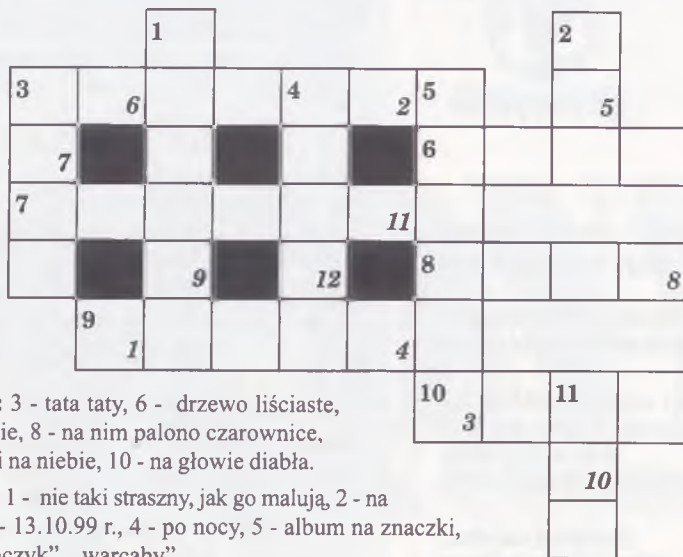 1 2
3 6 4 2 5 5
7 6
7 11
9 12 8 8
9 1 4
10 3 11
10
: 3 - tata taty, 6 - drzewo liściaste,
ie, 8 - na nim palono czarownice,
i na niebie, 10 - na głowie diabła.
1 - nie taki straszny, jak go malują, 2 - na
- 13.10.99 r., 4 - po nocy, 5 - album na znaczki,
czyk", warcaby"